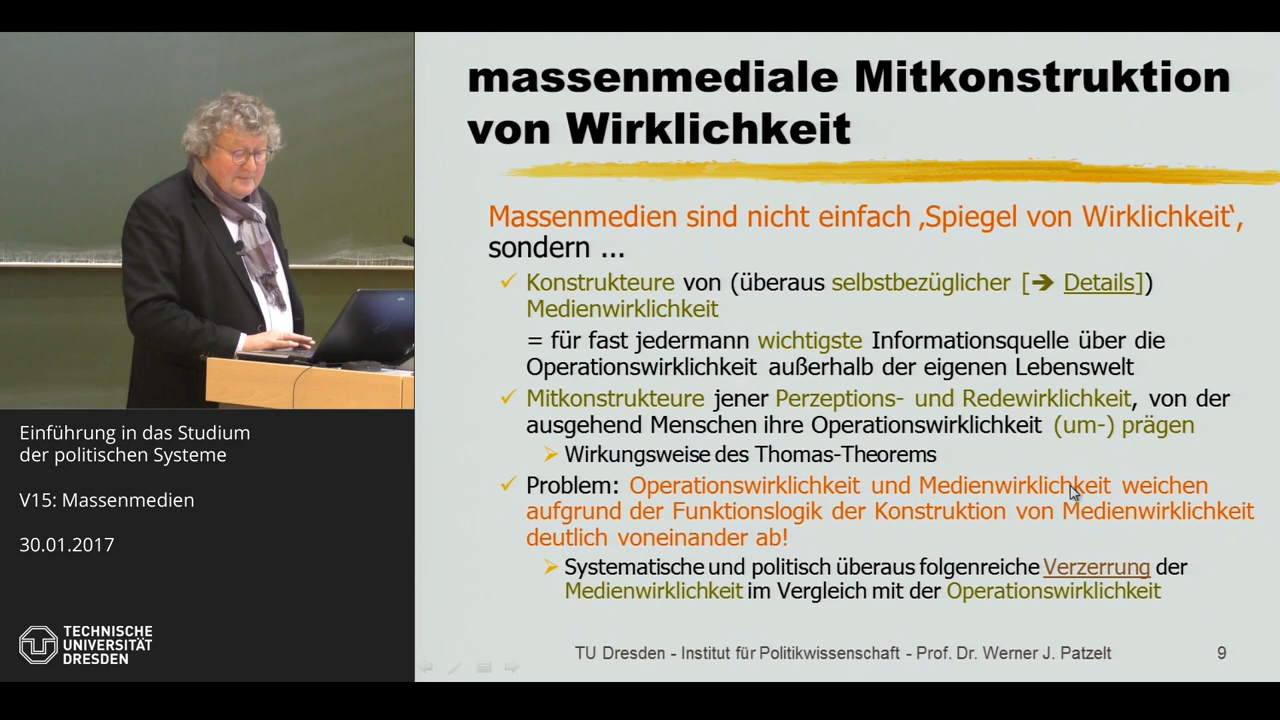 massenmediale Mitkonstruktion
von Wirklichkeit
Massenmedien sind nicht einfach ‚Spiegel von Wirklichkeit‘,
sondern ...
Konstrukteure von (überaus selbstbezüglicher [➔ Details])
Medienwirklichkeit
= für fast jedermann wichtigste Informationsquelle über die
Operationswirklichkeit außerhalb der eigenen Lebenswelt
Mitkonstrukteure jener Perzeptions- und Redewirklichkeit, von der
ausgehend Menschen ihre Operationswirklichkeit (um-) prägen
Wirkungsweise des Thomas-Theorems
Problem: Operationswirklichkeit und Medienwirklichkeit weichen
aufgrund der Funktionslogik der Konstruktion von Medienwirklichkeit
deutlich voneinander ab!
Systematische und politisch überaus folgenreiche Verzerrung der
Medienwirklichkeit im Vergleich mit der Operationswirklichkeit
TU Dresden - Institut für Politikwissenschaft - Prof. Dr. Werner J. Patzelt 9
Einführung in das Studium
der politischen Systeme
V15: Massenmedien
30.01.2017
TECHNISCHE
UNIVERSITÄT
DRESDEN